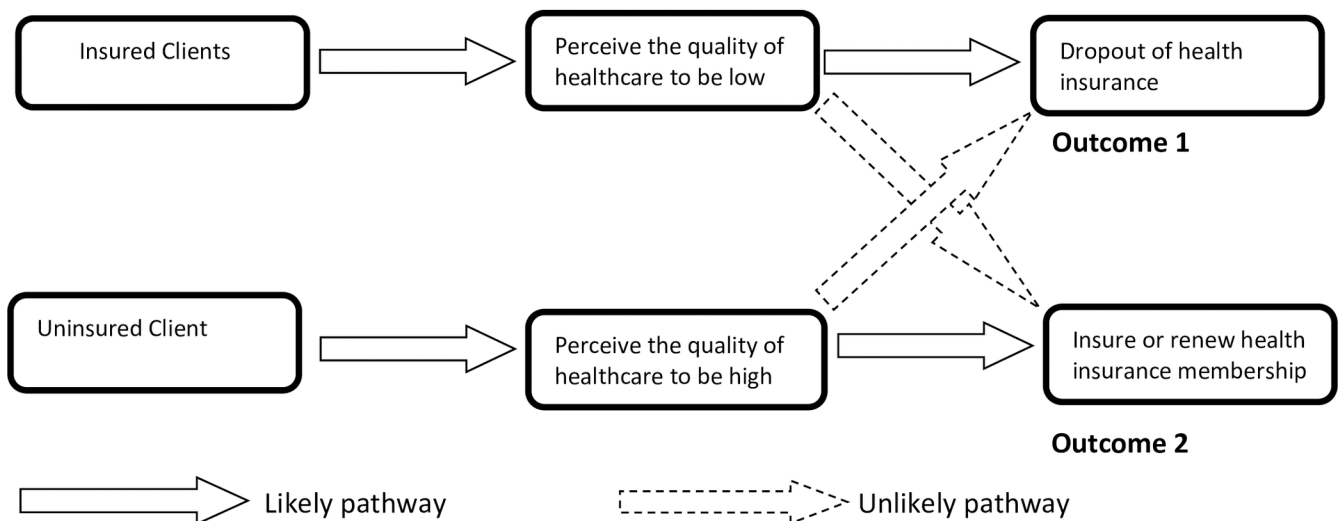 Insured Clients
Perceive the quality of
healthcare to be low
Dropout of health
insurance
Outcome 1
Uninsured Client
Perceive the quality of
healthcare to be high
Insure or renew health
insurance membership
Outcome 2
Likely pathway
Unlikely pathway